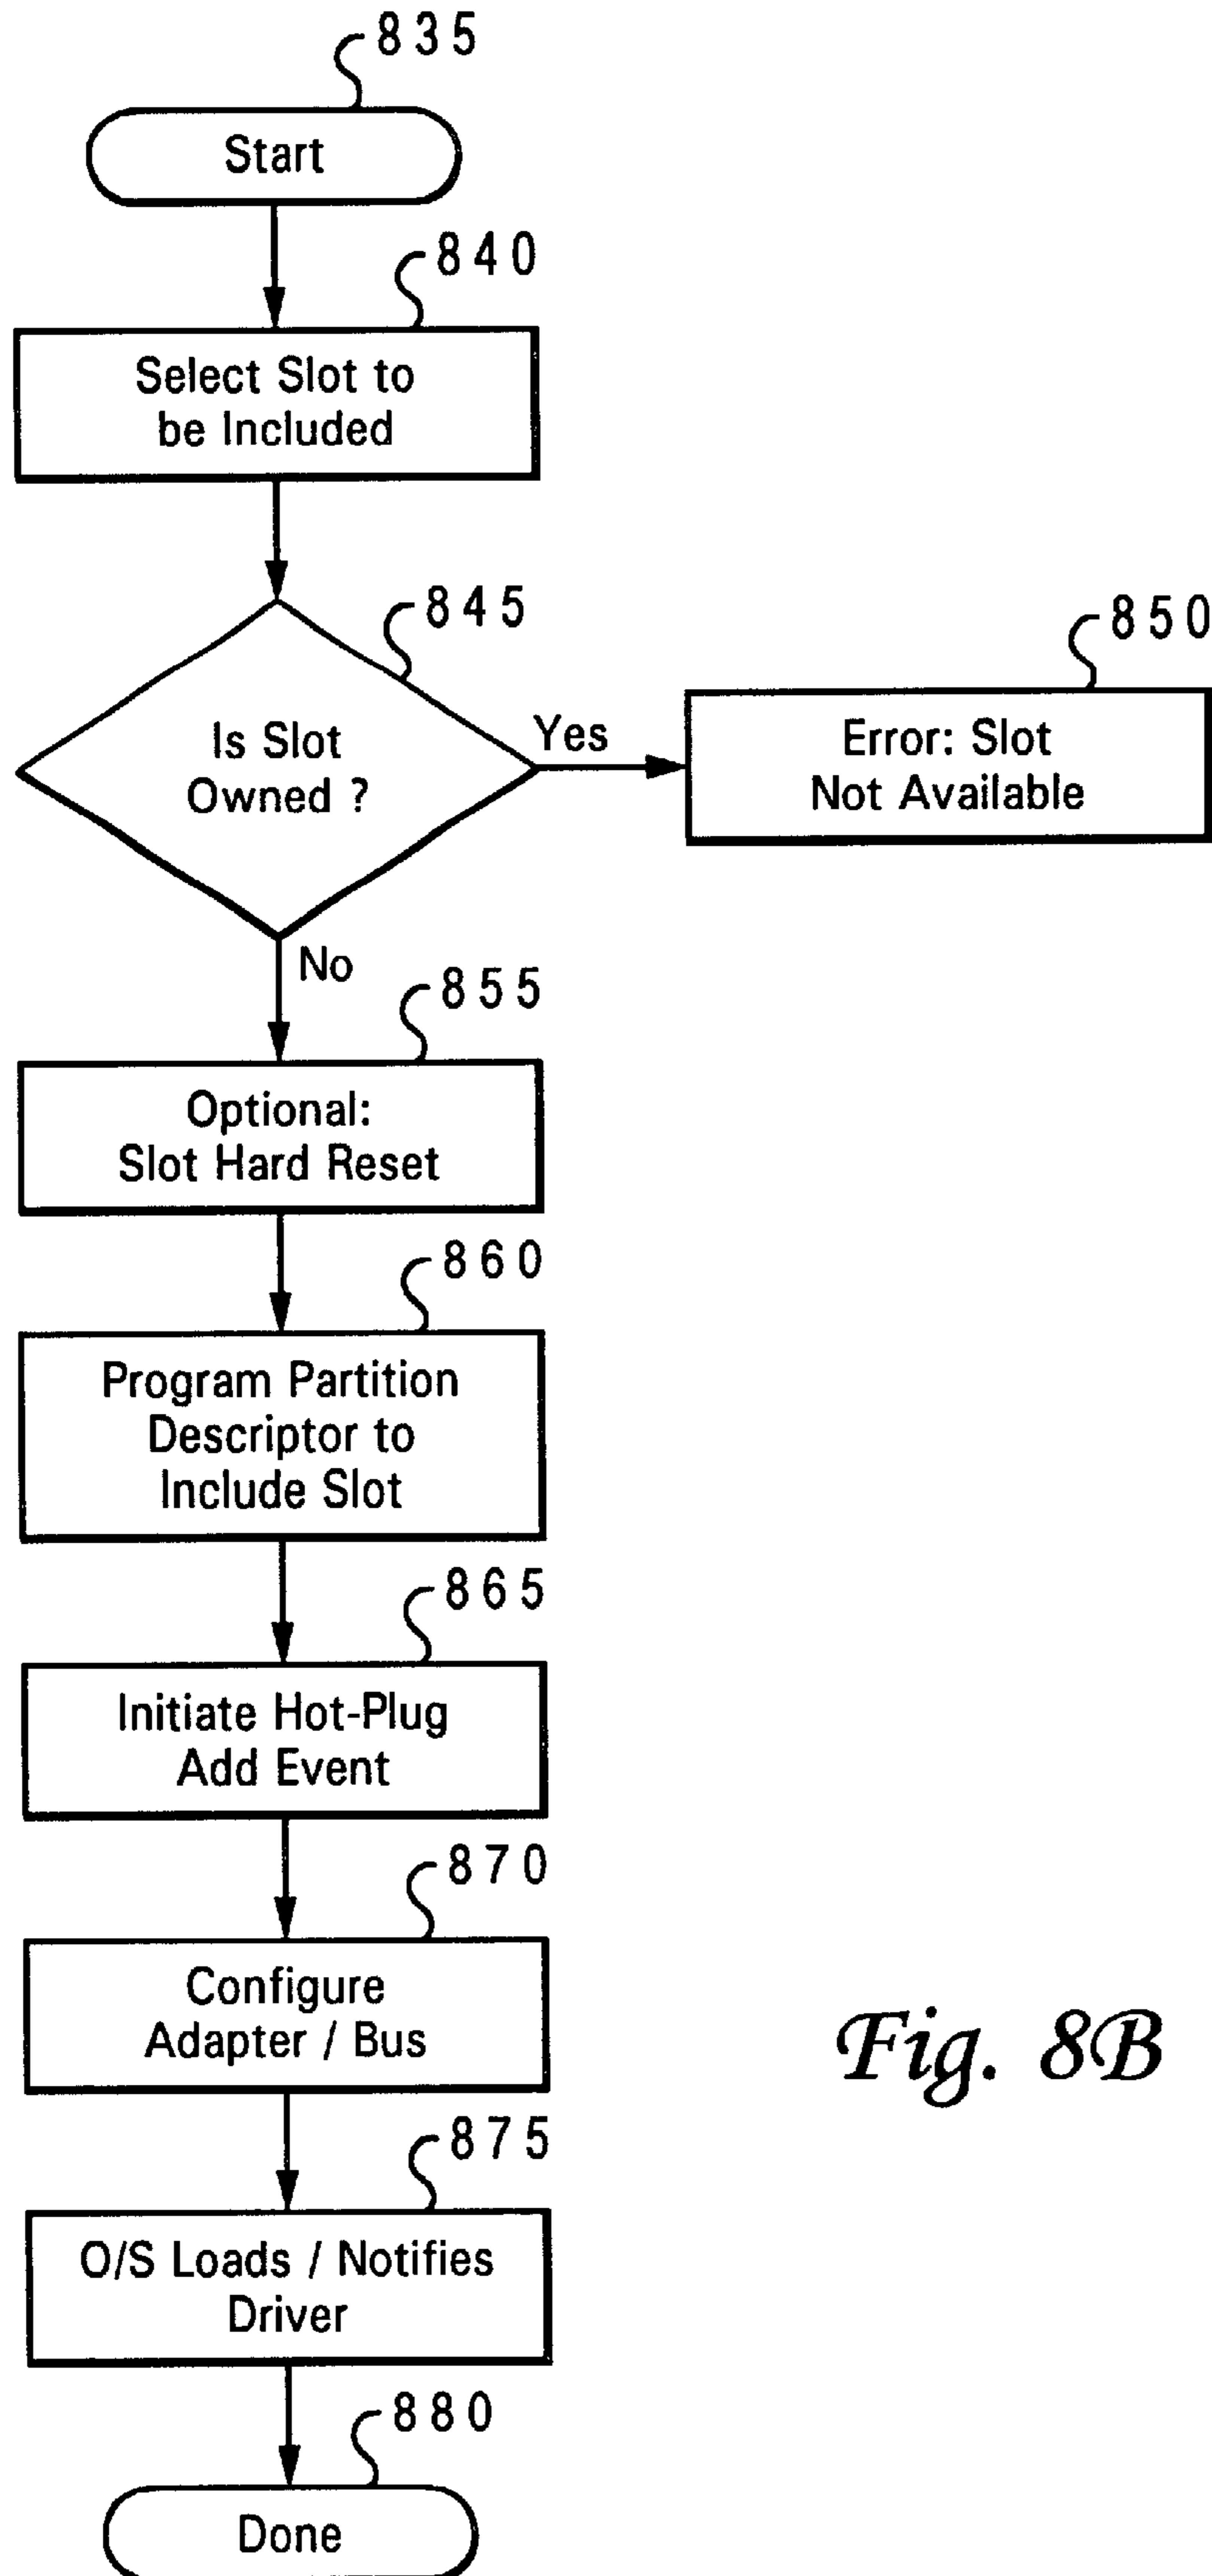 835
Start
840
Select Slot to
be Included
845
Is Slot
Owned ?
Yes
850
Error: Slot
Not Available
No
855
Optional:
Slot Hard Reset
860
Program Partition
Descriptor to
Include Slot
865
Initiate Hot-Plug
Add Event
870
Configure
Adapter / Bus
Fig. 8B
875
O/S Loads / Notifies
Driver
880
Done